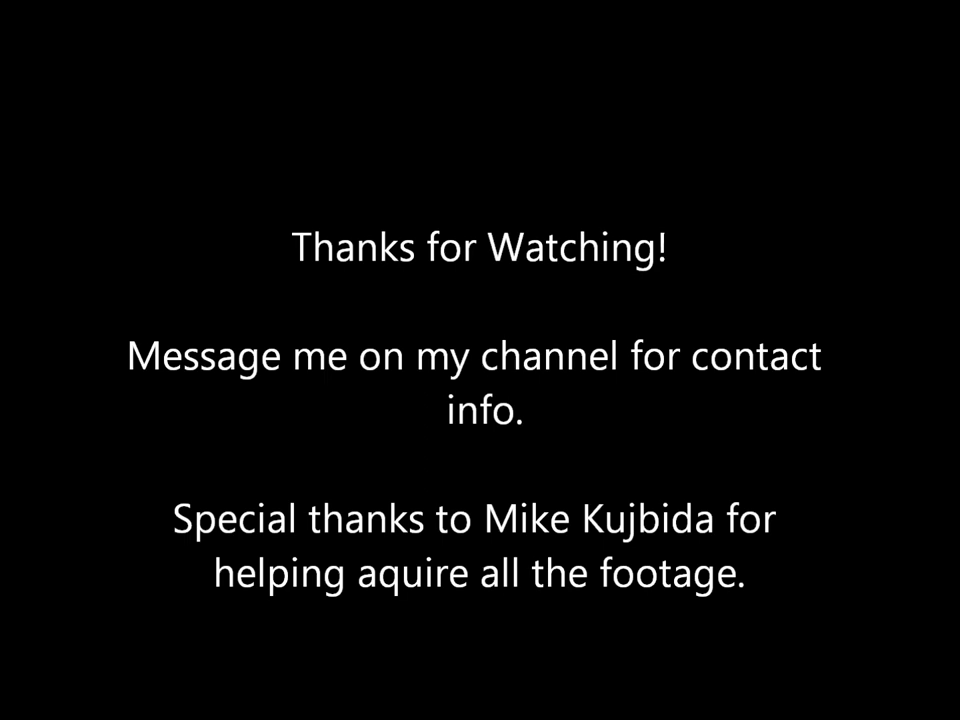 Thanks for Watching!
Message me on my channel for contact
info.
Special thanks to Mike Kujbida for
helping aquire all the footage.